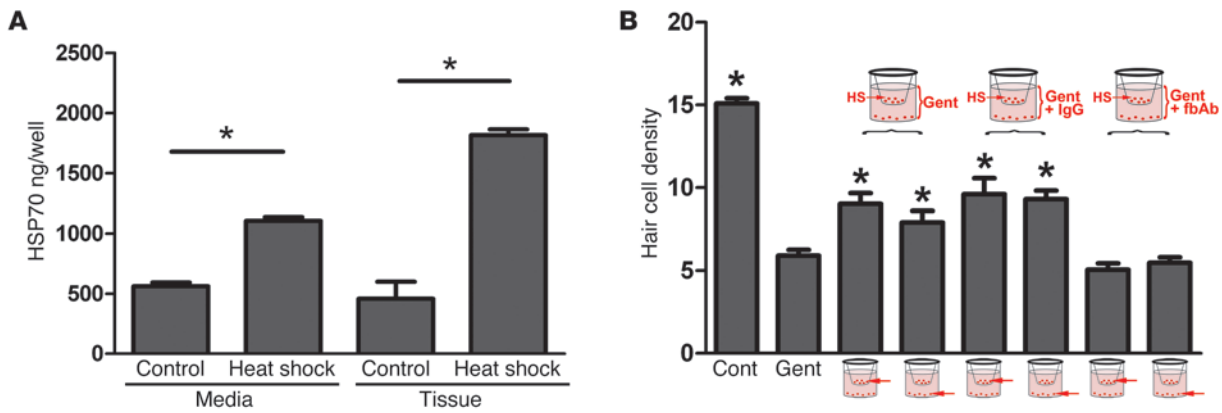 A
HSP70 ng/well
2500
2000
1500
1000
500
0
*
*
Control
Heat shock
Control
Heat shock
Media
Tissue
B
Hair cell density
20
15
10
5
0
*
*
*
*
*
HS
Gent
HS
Gent
+ IgG
HS
Gent
+ fbAb
Cont
Gent